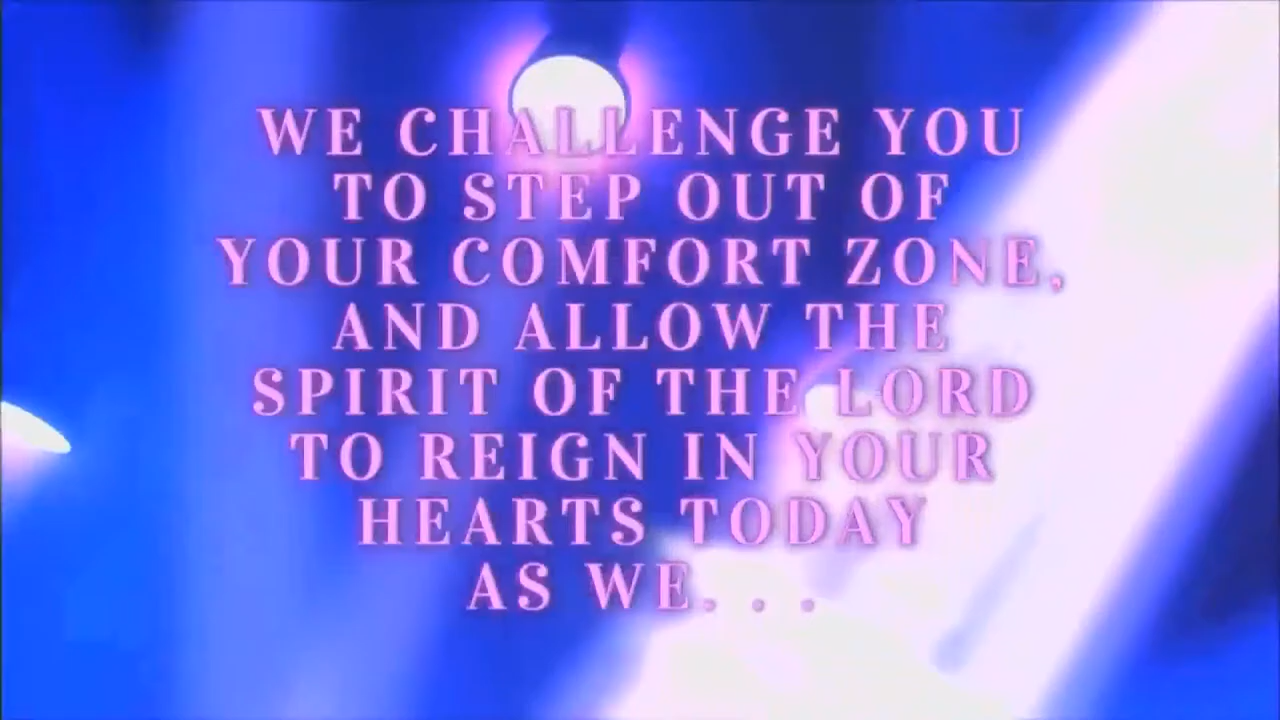 WE CHALLENGE YOU
TO STEP OUT OF
YOUR COMFORT ZONE,
AND ALLOW THE
SPIRIT OF THE LORD
TO REIGN IN YOUR
HEARTS TODAY
AS WE. . .